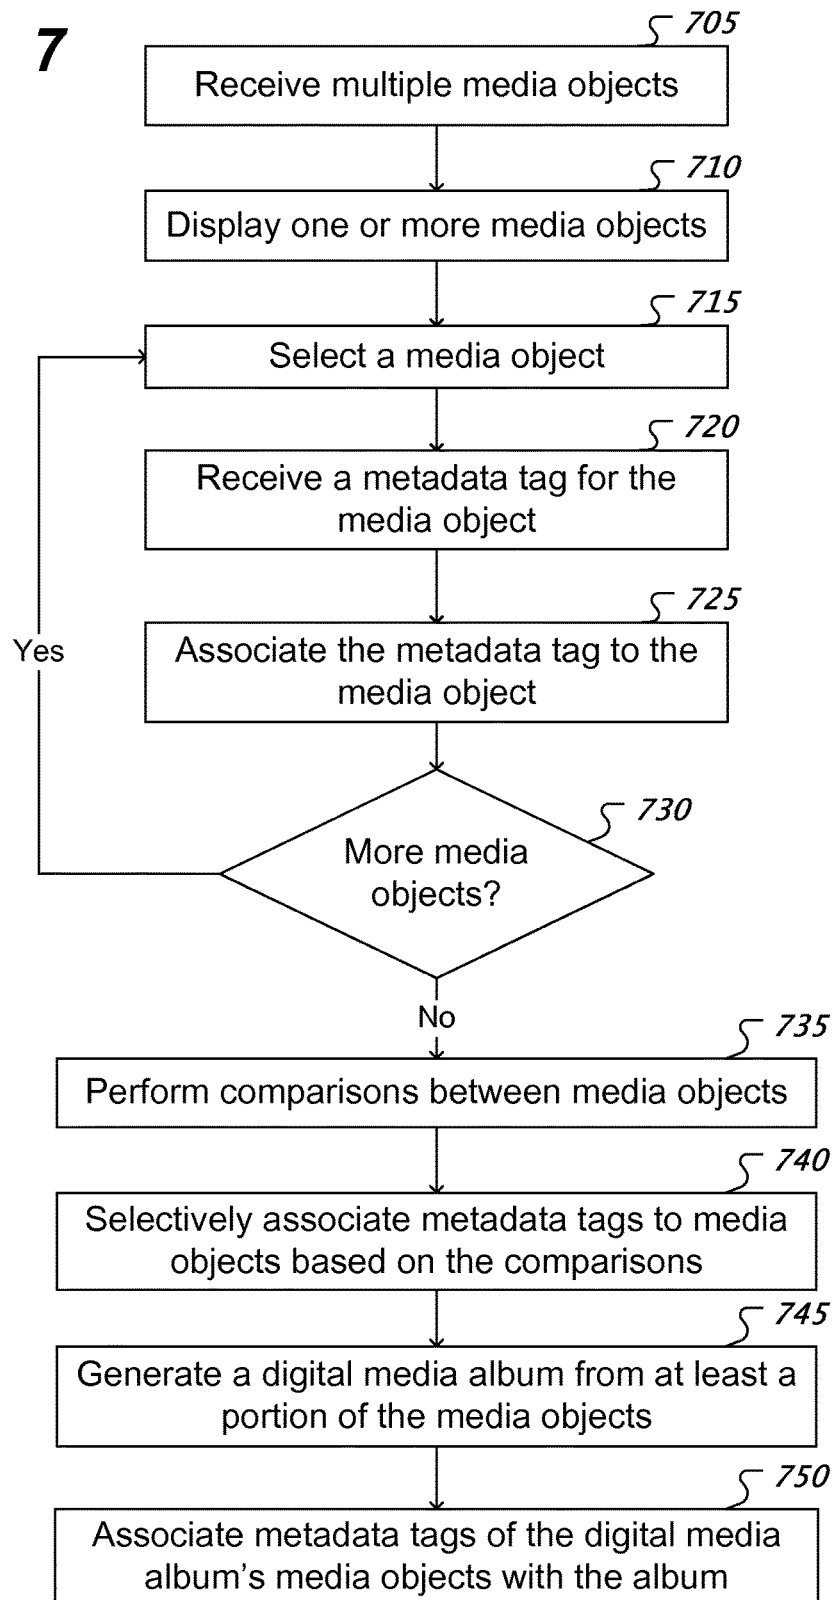 7
705
Receive multiple media objects
710
Display one or more media objects
715
Select a media object
720
Receive a metadada tag for the
media object
725
Associate the metadada tag to the
media object
Yes
730
More media
objects?
No
735
Perform comparisons between media objects
740
Selectively associate metadada tags to media
objects based on the comparisons
745
Generate a digital media album from at least a
portion of the media objects
750
Associate metadada tags of the digital media
album's media objects with the album